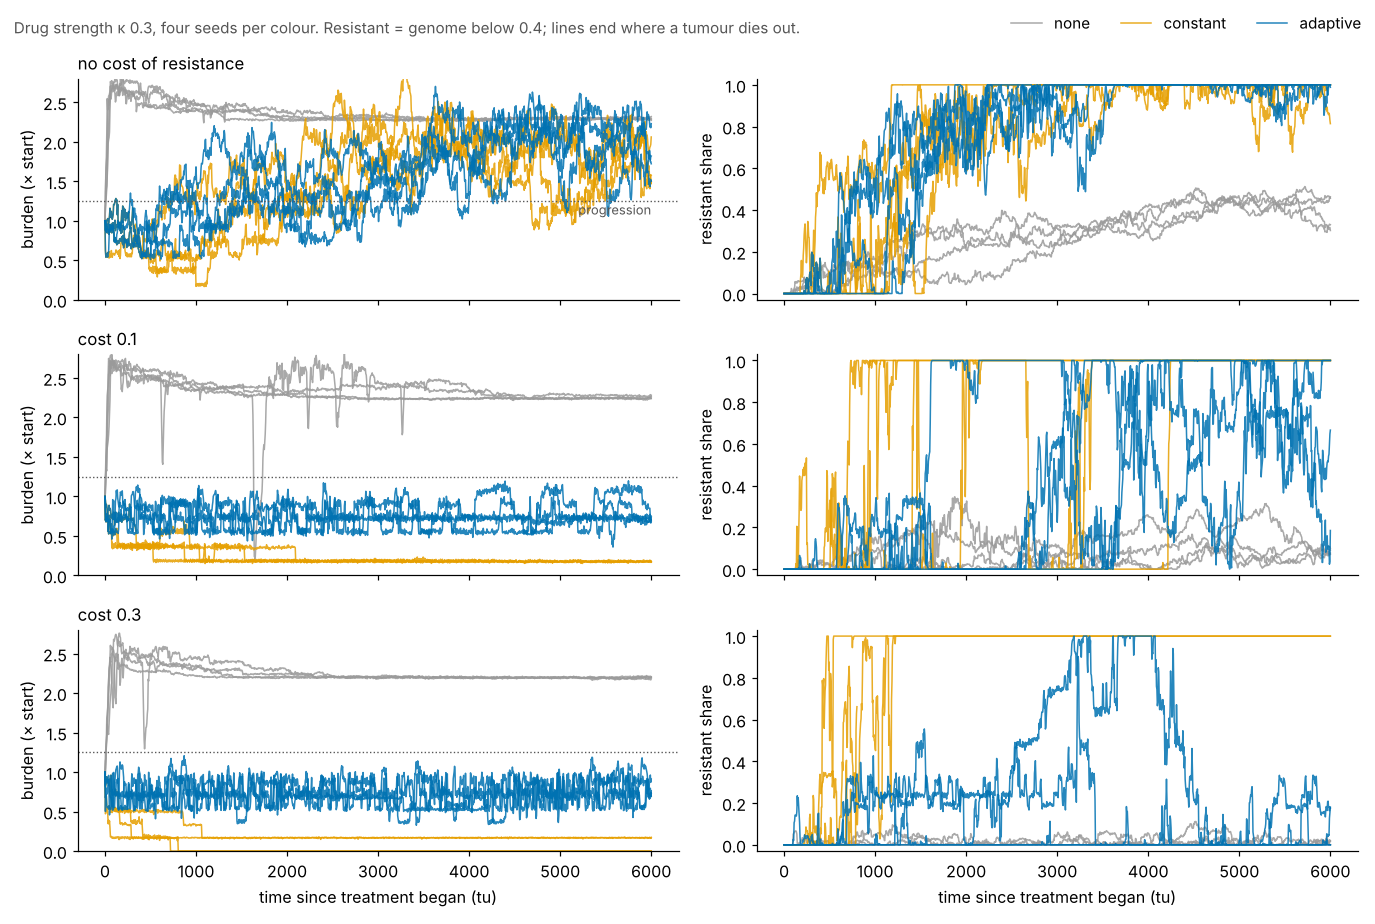 Drug strength κ 0.3, four seeds per colour. Resistant = genome below 0.4; lines end where a tumour dies out.
none constant adaptive
no cost of resistance
burden (× start)
2.5
2.0
1.5
1.0
0.5
0.0
progression
0 1000 2000 3000 4000 5000 6000
resistant share
1.0
0.8
0.6
0.4
0.2
0.0
0 1000 2000 3000 4000 5000 6000
cost 0.1
burden (× start)
2.5
2.0
1.5
1.0
0.5
0.0
resistant share
1.0
0.8
0.6
0.4
0.2
0.0
cost 0.3
burden (× start)
2.5
2.0
1.5
1.0
0.5
0.0
time since treatment began (tu)
resistant share
1.0
0.8
0.6
0.4
0.2
0.0
time since treatment began (tu)